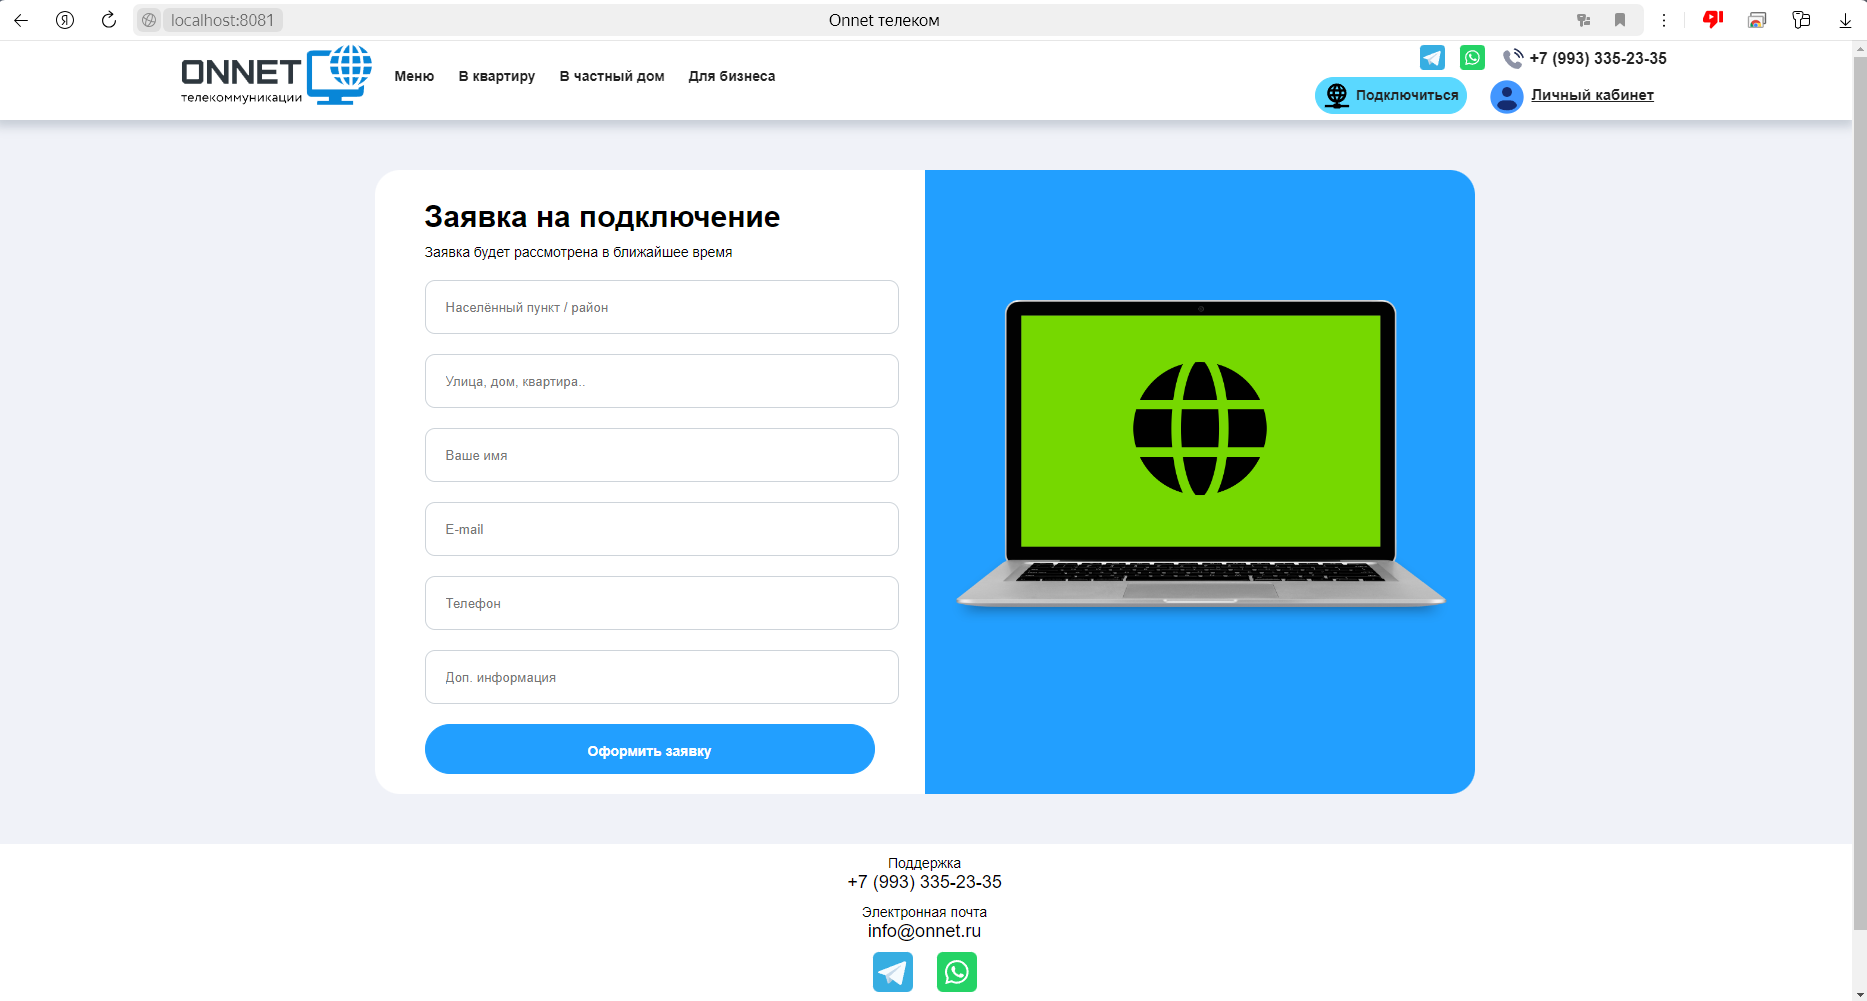 localhost:8081
Onnet телеком
ONNET
телекоммуникации
Меню
В квартиру
В частный дом
Для бизнеса
+7 (993) 335-23-35
Подключиться
Личный кабинет
Заявка на подключение
Заявка будет рассмотрена в ближайшее время
Населённый пункт / район
Улица, дом, квартира..
Ваше имя
E-mail
Телефон
Доп. информация
Оформить заявку
Поддержка
+7 (993) 335-23-35
Электронная почта
info@onnet.ru